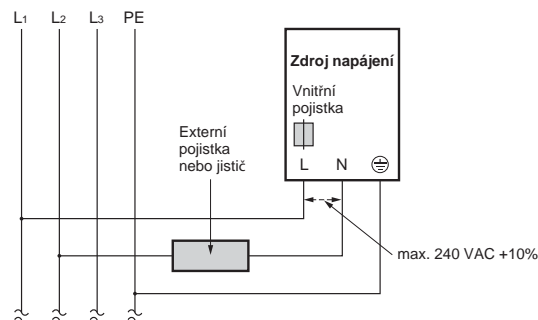 L1 L2 L3 PE
Zdroj napájení
Vnitřní
pojistka
Externí
pojistka
nebo jistič
L N
max. 240 VAC +10%